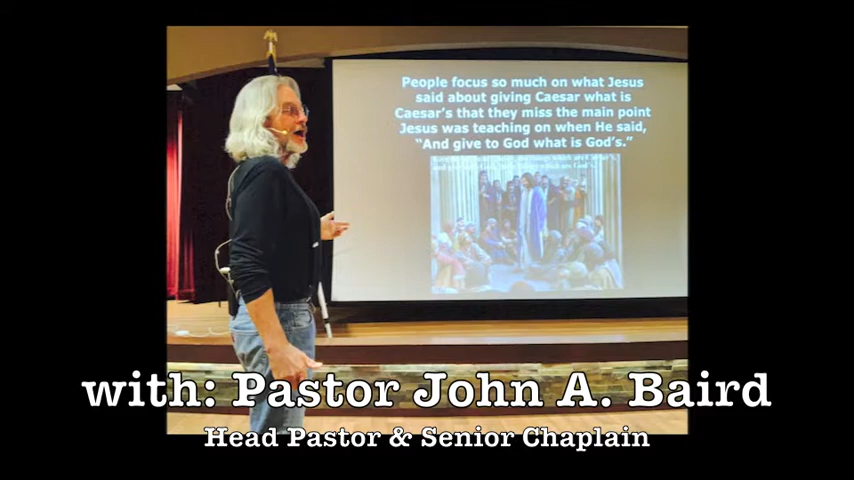 People focus so much on what Jesus
said about giving Caesar what is
Caesar's that they miss the main point
Jesus was teaching on when He said,
"And give to God what is God's."
with: Pastor John A. Baird
Head Pastor & Senior Chaplain